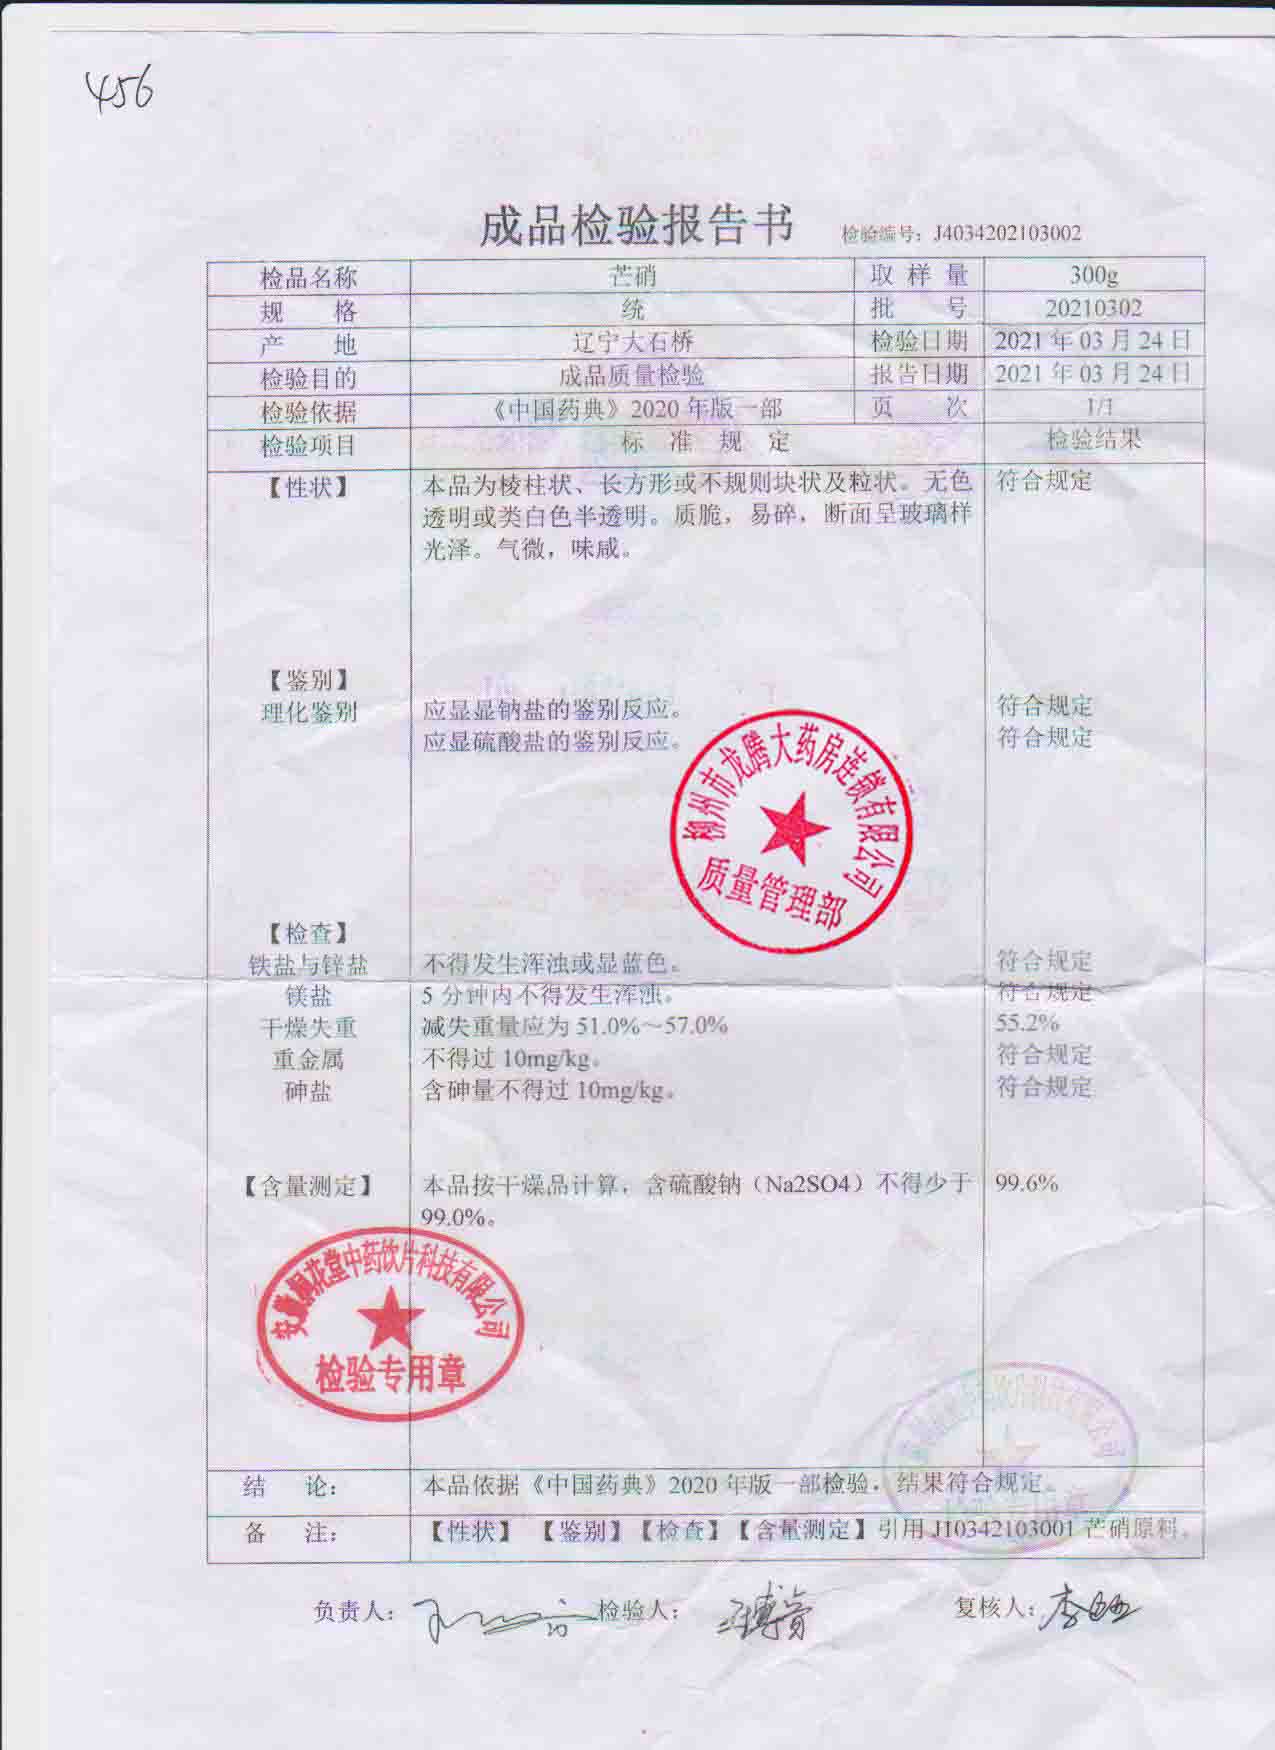 456
成品检验报告书 检验编号：J4034202103002
检品名称 芒硝 取样量 300g
规格 统 批号 20210302
产地 辽宁大石桥 检验日期 2021年03月24日
检验目的 成品质量检验 报告日期 2021年03月24日
检验依据 《中国药典》2020年版一部 页次 1/1
检验项目 标准规定 检验结果
【性状】 本品为棱柱状、长方形或不规则块状及粒状。无色 符合规定
透明或类白色半透明。质脆，易碎，断面呈玻璃样
光泽。气微，味咸。
【鉴别】
理化鉴别 应显显钠盐的鉴别反应。 符合规定
应显硫酸盐的鉴别反应。 符合规定
柳州市龙腾大药房连锁有限公司
质量管理部
【检查】
铁盐与锌盐 不得发生浑浊或显蓝色。 符合规定
镁盐 5分钟内不得发生浑浊。 符合规定
干燥失重 减失重量应为51.0%～57.0% 55.2%
重金属 不得过10mg/kg。 符合规定
砷盐 含砷量不得过10mg/kg。 符合规定
【含量测定】 本品按干燥品计算，含硫酸钠（Na2SO4）不得少于 99.6%
99.0%。
花堂中药饮片科技有限公司
检验专用章
结论： 本品依据《中国药典》2020年版一部检验，结果符合规定。
备注： 【性状】【鉴别】【检查】【含量测定】引用J10342103001芒硝原料。
负责人： 检验人： 复核人：